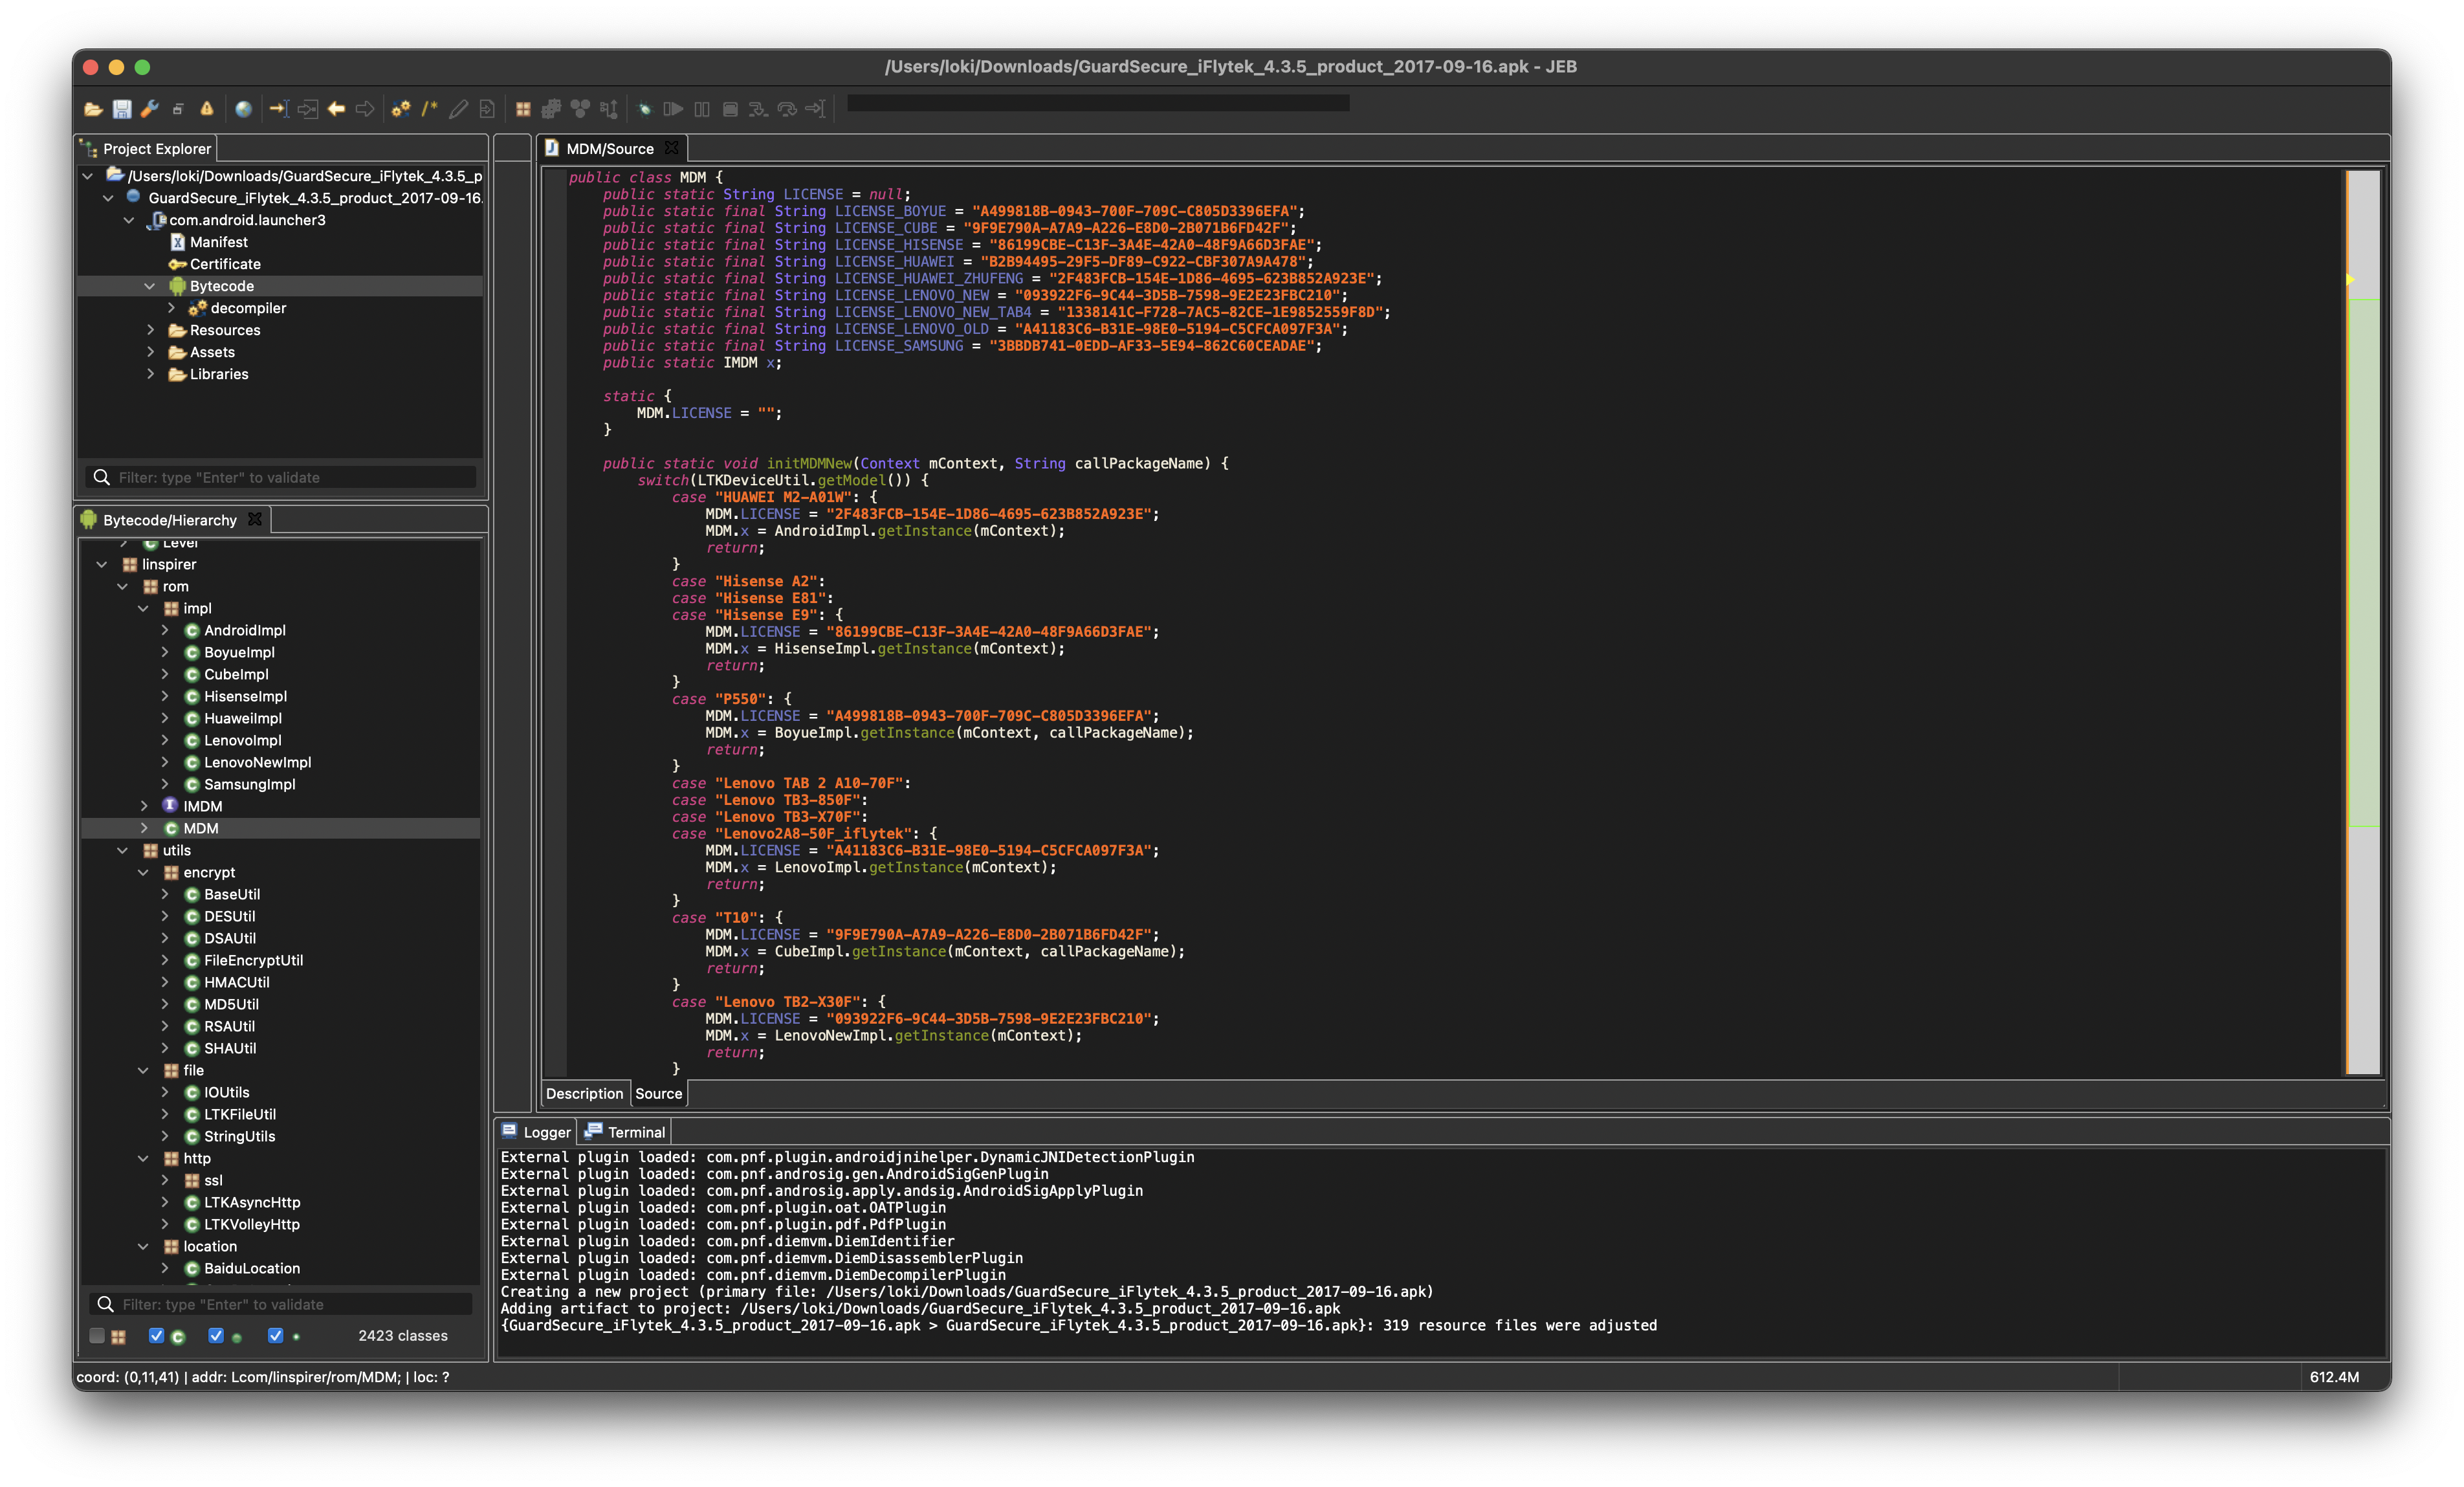 /Users/loki/Downloads/GuardSecure_iFlytek_4.3.5_product_2017-09-16.apk - JEB
Project Explorer
/Users/loki/Downloads/GuardSecure_iFlytek_4.3.5_p
GuardSecure_iFlytek_4.3.5_product_2017-09-16.
com.android.launcher3
Manifest
Certificate
Bytecode
decompiler
Resources
Assets
Libraries
Filter: type "Enter" to validate
Bytecode/Hierarchy
Level
linspirer
rom
impl
AndroidImpl
BoyueImpl
CubeImpl
HisenseImpl
HuaweiImpl
LenovoImpl
LenovoNewImpl
SamsungImpl
IMDM
MDM
utils
encrypt
BaseUtil
DESUtil
DSAUtil
FileEncryptUtil
HMACUtil
MD5Util
RSAUtil
SHAUtil
file
IOUtils
LTKFileUtil
StringUtils
http
ssl
LTKAsyncHttp
LTKVolleyHttp
location
BaiduLocation
Filter: type "Enter" to validate
2423 classes
MDM/Source
public class MDM {
    public static String LICENSE = null;
    public static final String LICENSE_BOYUE = "A499818B-0943-700F-709C-C805D3396EFA";
    public static final String LICENSE_CUBE = "9F9E790A-A7A9-A226-E8D0-2B071B6FD42F";
    public static final String LICENSE_HISENSE = "86199CBE-C13F-3A4E-42A0-48F9A66D3FAE";
    public static final String LICENSE_HUAWEI = "B2B94495-29F5-DF89-C922-CBF307A9A478";
    public static final String LICENSE_HUAWEI_ZHUFENG = "2F483FCB-154E-1D86-4695-623B852A923E";
    public static final String LICENSE_LENOVO_NEW = "093922F6-9C44-3D5B-7598-9E2E23FBC210";
    public static final String LICENSE_LENOVO_NEW_TAB4 = "1338141C-F728-7AC5-82CE-1E9852559F8D";
    public static final String LICENSE_LENOVO_OLD = "A41183C6-B31E-98E0-5194-C5CFCA097F3A";
    public static final String LICENSE_SAMSUNG = "3BBDB741-0EDD-AF33-5E94-862C60CEADAE";
    public static IMDM x;
    static {
        MDM.LICENSE = "";
    }
    public static void initMDMNew(Context mContext, String callPackageName) {
        switch(LTKDeviceUtil.getModel()) {
            case "HUAWEI M2-A01W": {
                MDM.LICENSE = "2F483FCB-154E-1D86-4695-623B852A923E";
                MDM.x = AndroidImpl.getInstance(mContext);
                return;
            }
            case "Hisense A2":
            case "Hisense E81":
            case "Hisense E9": {
                MDM.LICENSE = "86199CBE-C13F-3A4E-42A0-48F9A66D3FAE";
                MDM.x = HisenseImpl.getInstance(mContext);
                return;
            }
            case "P550": {
                MDM.LICENSE = "A499818B-0943-700F-709C-C805D3396EFA";
                MDM.x = BoyueImpl.getInstance(mContext, callPackageName);
                return;
            }
            case "Lenovo TAB 2 A10-70F":
            case "Lenovo TB3-850F":
            case "Lenovo TB3-X70F":
            case "Lenovo2A8-50F_iflytek": {
                MDM.LICENSE = "A41183C6-B31E-98E0-5194-C5CFCA097F3A";
                MDM.x = LenovoImpl.getInstance(mContext);
                return;
            }
            case "T10": {
                MDM.LICENSE = "9F9E790A-A7A9-A226-E8D0-2B071B6FD42F";
                MDM.x = CubeImpl.getInstance(mContext, callPackageName);
                return;
            }
            case "Lenovo TB2-X30F": {
                MDM.LICENSE = "093922F6-9C44-3D5B-7598-9E2E23FBC210";
                MDM.x = LenovoNewImpl.getInstance(mContext);
                return;
            }
Description Source
Logger Terminal
External plugin loaded: com.pnf.plugin.androidjnihelper.DynamicJNIDetectionPlugin
External plugin loaded: com.pnf.androsig.gen.AndroidSigGenPlugin
External plugin loaded: com.pnf.androsig.apply.andsig.AndroidSigApplyPlugin
External plugin loaded: com.pnf.plugin.oat.OATPlugin
External plugin loaded: com.pnf.plugin.pdf.PdfPlugin
External plugin loaded: com.pnf.diemvm.DiemIdentifier
External plugin loaded: com.pnf.diemvm.DiemDisassemblerPlugin
External plugin loaded: com.pnf.diemvm.DiemDecompilerPlugin
Creating a new project (primary file: /Users/loki/Downloads/GuardSecure_iFlytek_4.3.5_product_2017-09-16.apk)
Adding artifact to project: /Users/loki/Downloads/GuardSecure_iFlytek_4.3.5_product_2017-09-16.apk
{GuardSecure_iFlytek_4.3.5_product_2017-09-16.apk > GuardSecure_iFlytek_4.3.5_product_2017-09-16.apk}: 319 resource files were adjusted
coord: (0,11,41) | addr: Lcom/linspirer/rom/MDM; | loc: ?
612.4M